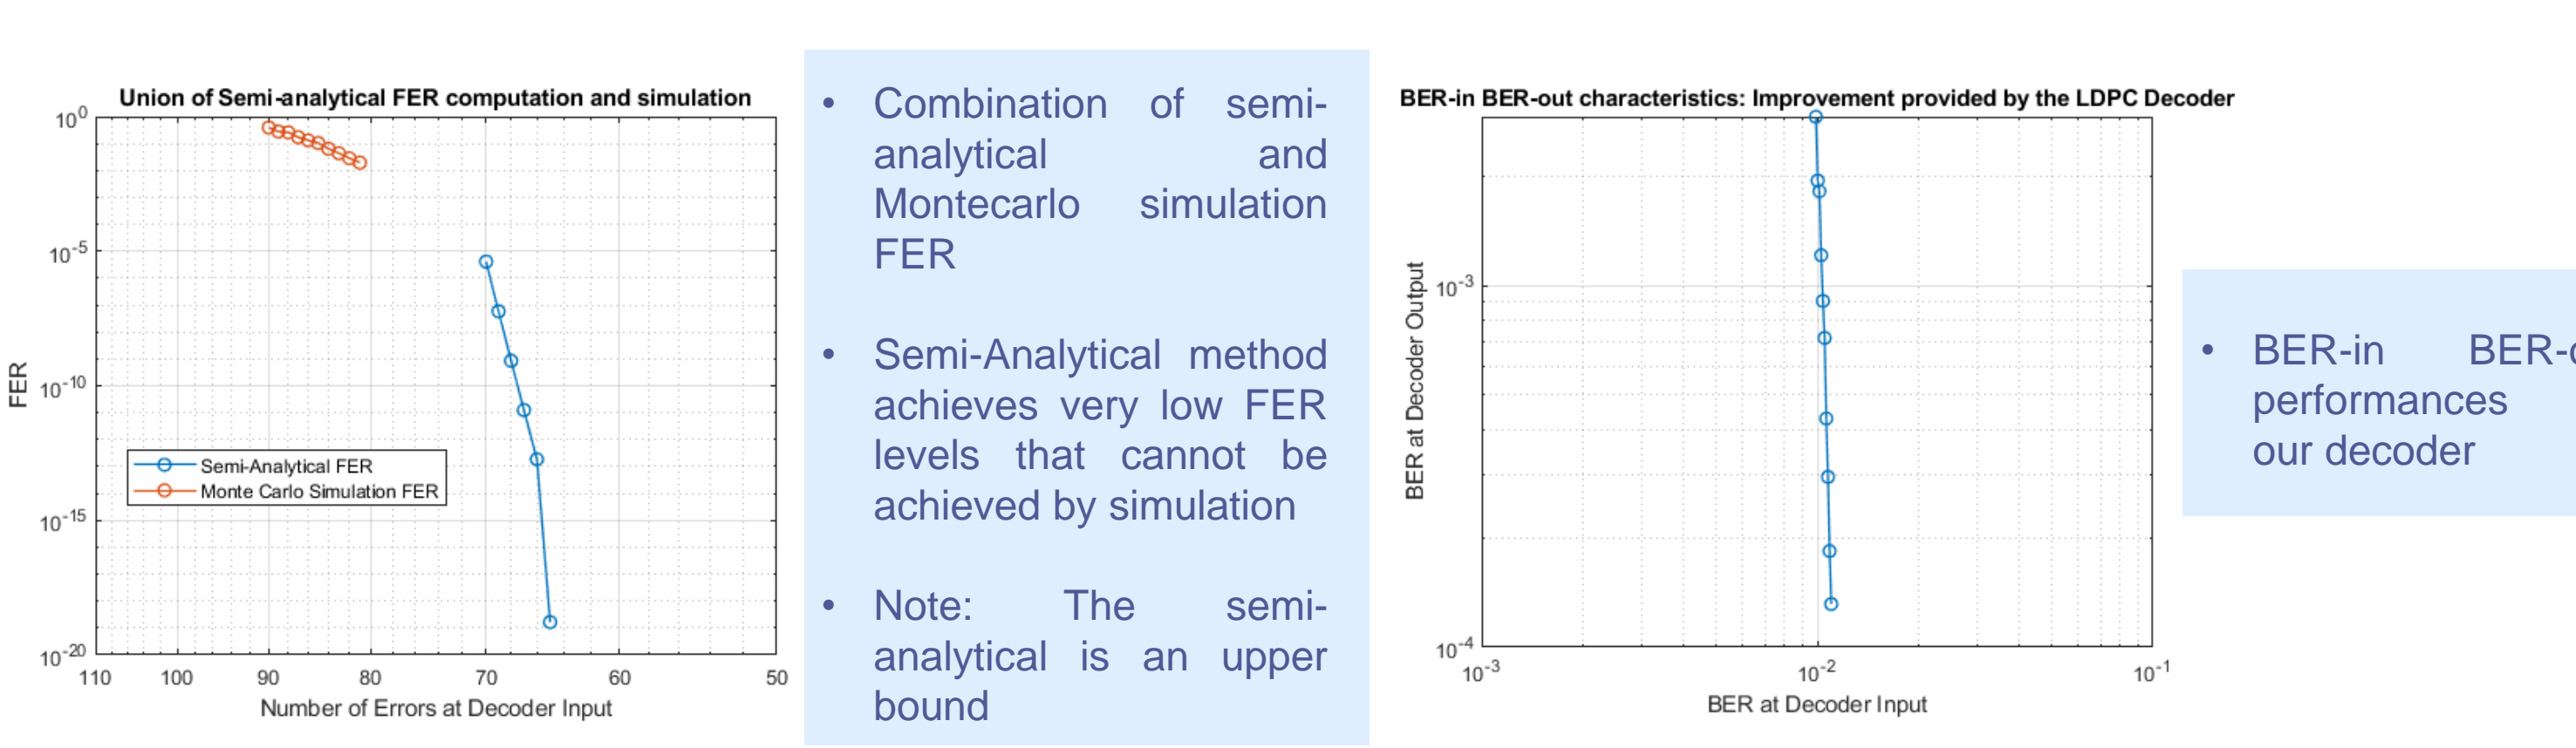 Union of Semi-analytical FER computation and simulation
10^0
10^-5
10^-10
10^-15
10^-20
FER
Semi-Analytical FER
Monte Carlo Simulation FER
110 100 90 80 70 60 50
Number of Errors at Decoder Input
• Combination of semi-
analytical and
Montecarlo simulation
FER
• Semi-Analytical method
achieves very low FER
levels that cannot be
achieved by simulation
• Note: The semi-
analytical is an upper
bound
BER-in BER-out characteristics: Improvement provided by the LDPC Decoder
10^-3
10^-4
BER at Decoder Output
10^-3 10^-2 10^-1
BER at Decoder Input
• BER-in
performances
our decoder